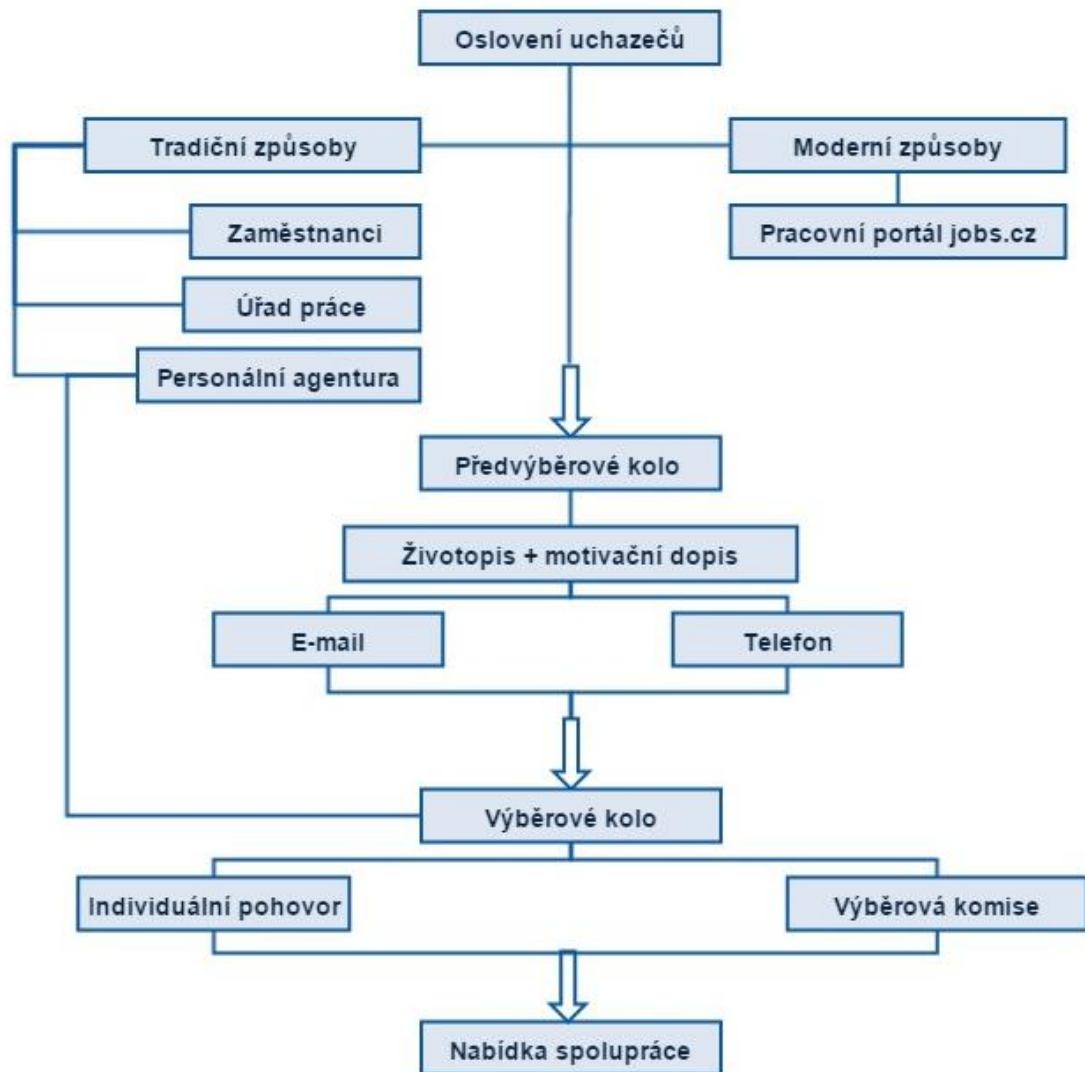 Oslovení uchazečů
Tradiční způsoby
Moderní způsoby
Zaměstnanci
Pracovní portál jobs.cz
Úřad práce
Personální agentura
Předvýběrové kolo
Životopis + motivační dopis
E-mail
Telefon
Výběrové kolo
Individuální pohovor
Výběrová komise
Nabídka spolupráce